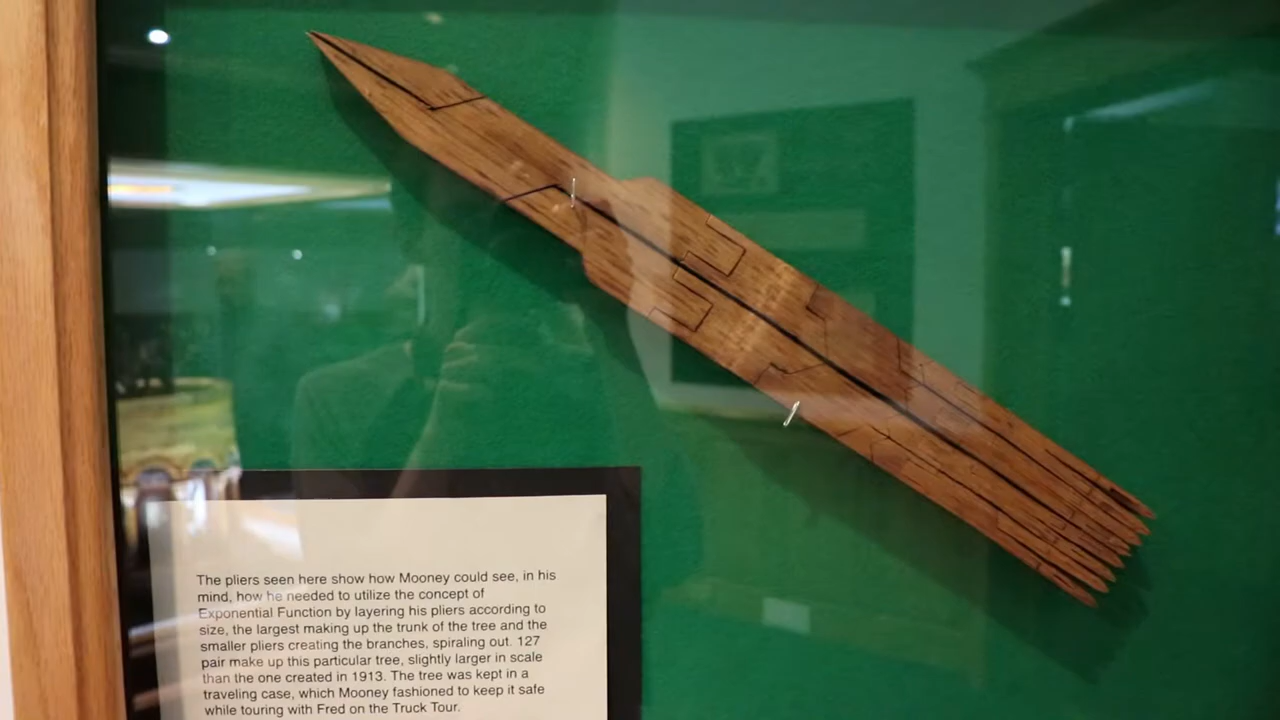 The pliers seen here show how Mooney could see, in his
mind, how he needed to utilize the concept of
Exponential Function by layering his pliers according to
size, the largest making up the trunk of the tree and the
smaller pliers creating the branches, spiraling out. 127
pair make up this particular tree, slightly larger in scale
than the one created in 1913. The tree was kept in a
traveling case, which Mooney fashioned to keep it safe
while touring with Fred on the Truck Tour.